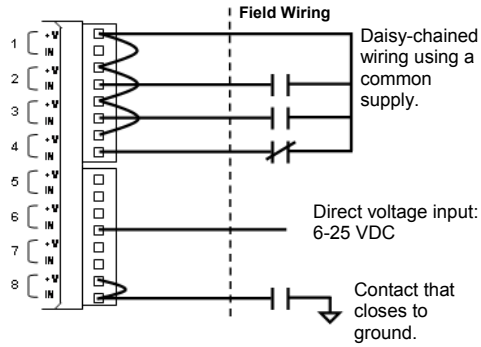 Field Wiring
1 +V
IN
2 +V
IN
3 +V
IN
4 +V
IN
5 +V
IN
6 +V
IN
7 +V
IN
8 +V
IN
Daisy-chained
wiring using a
common
supply.
Direct voltage input:
6-25 VDC
Contact that
closes to
ground.